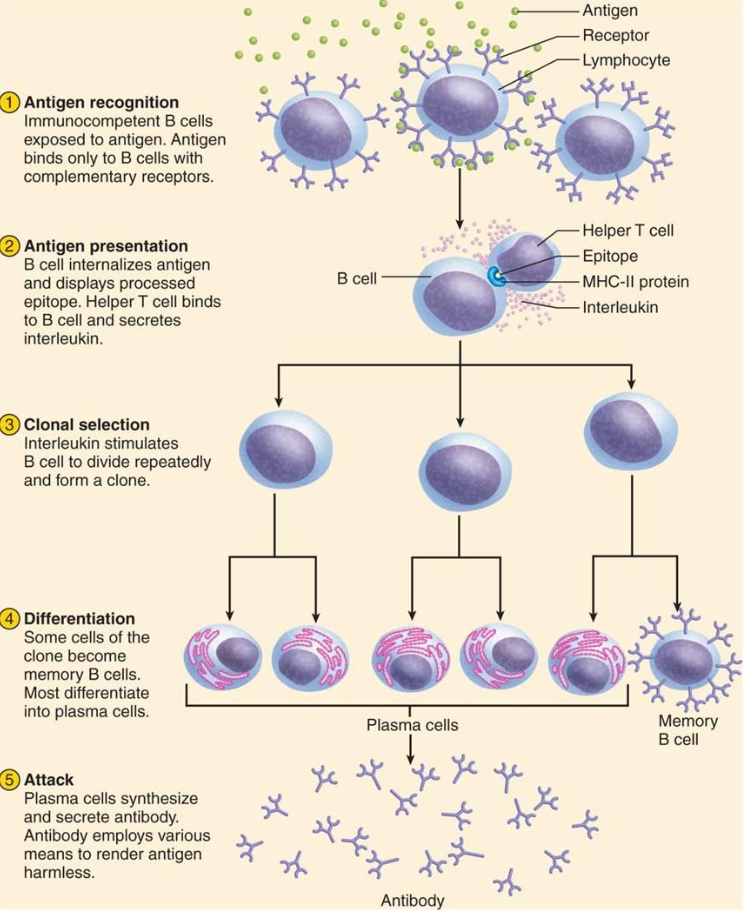 Antigen
Receptor
Lymphocyte
1 Antigen recognition
Immunocompetent B cells
exposed to antigen. Antigen
binds only to B cells with
complementary receptors.
2 Antigen presentation
B cell internalizes antigen
and displays processed
epitope. Helper T cell binds
to B cell and secretes
interleukin.
B cell
Helper T cell
Epitope
MHC-II protein
Interleukin
3 Clonal selection
Interleukin stimulates
B cell to divide repeatedly
and form a clone.
4 Differentiation
Some cells of the
clone become
memory B cells.
Most differentiate
into plasma cells.
Plasma cells
Memory
B cell
5 Attack
Plasma cells synthesize
and secrete antibody.
Antibody employs various
means to render antigen
harmless.
Antibody